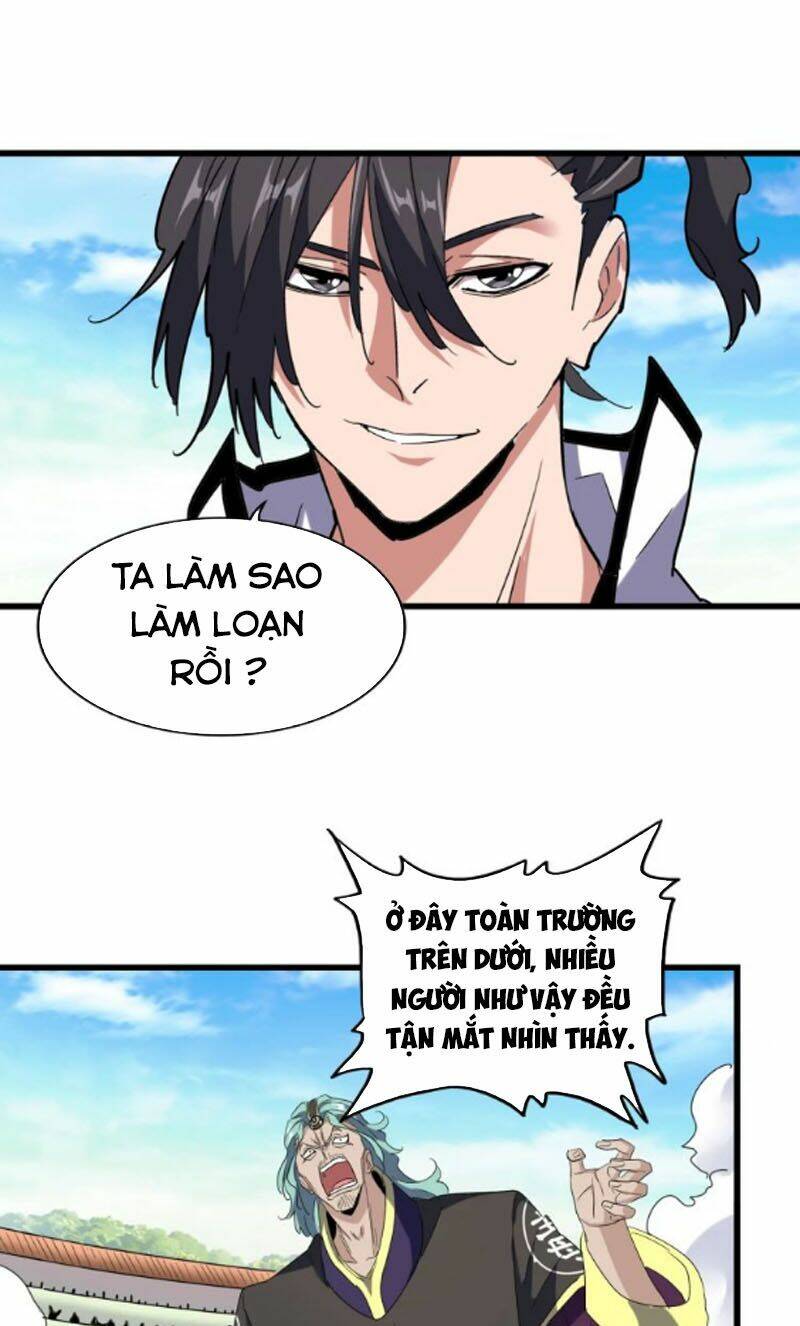 TA LÀM SAO
LÀM LOẠN
RỒI ?
Ở ĐÂY TOÀN TRƯỜNG
TRÊN DƯỚI, NHIỀU
NGƯỜI NHƯ VẬY ĐỀU
TẬN MẮT NHÌN THẤY.